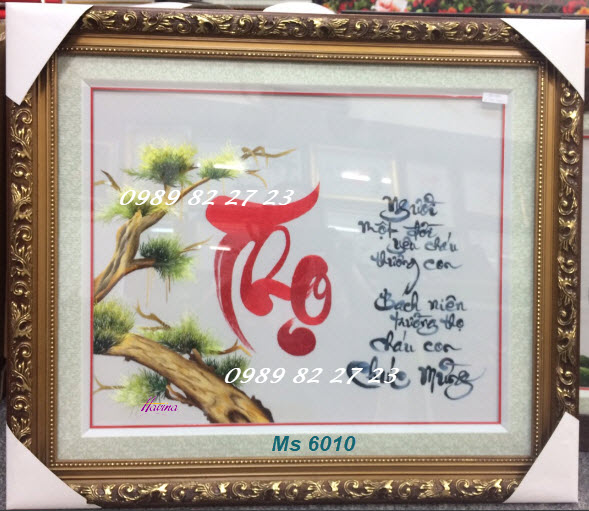 0989 82 27 23
Thọ
Người
một đời
yêu cháu
thương con
Bách niên
trường thọ
cháu con
chúc mừng
0989 82 27 23
Havina
Ms 6010